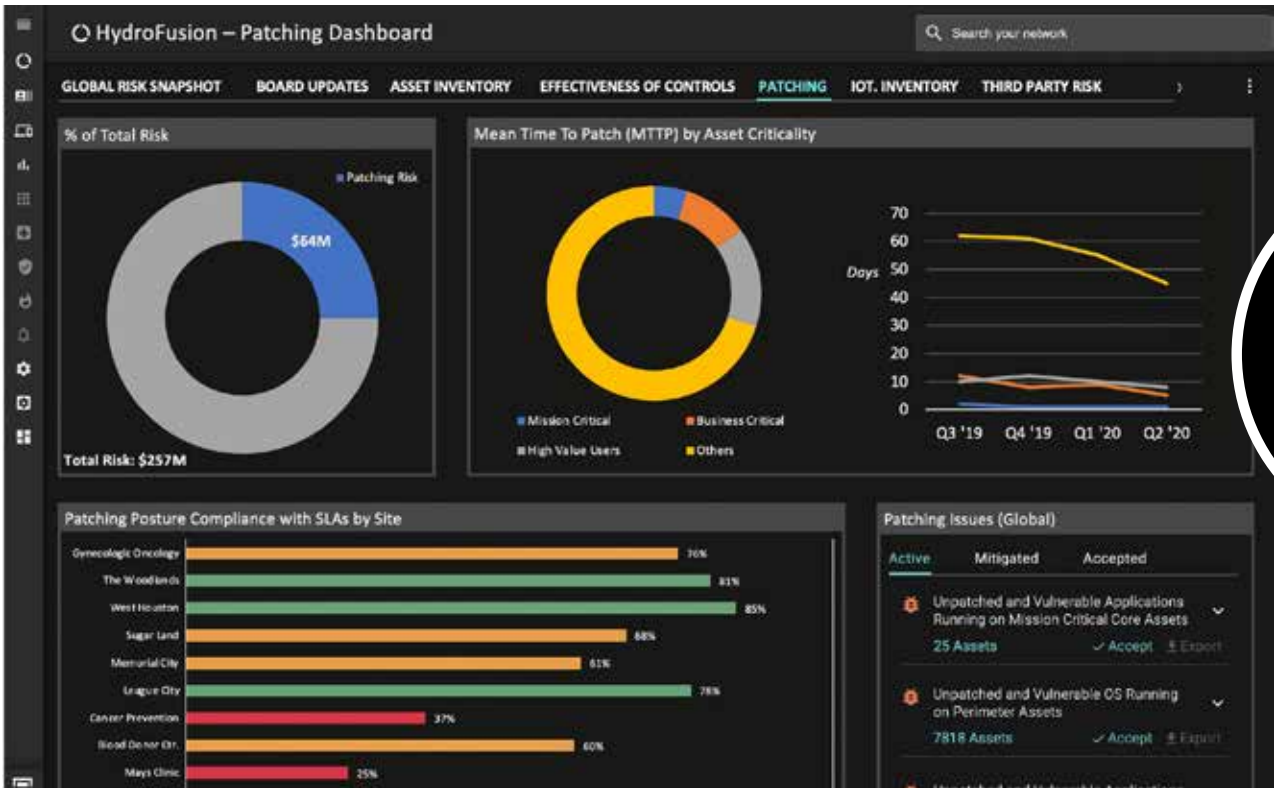 HydroFusion – Patching Dashboard
Search your network
GLOBAL RISK SNAPSHOT BOARD UPDATES ASSET INVENTORY EFFECTIVENESS OF CONTROLS PATCHING IOT. INVENTORY THIRD PARTY RISK
% of Total Risk
Patching Risk
$64M
Total Risk: $257M
Mean Time To Patch (MTTP) by Asset Criticality
Mission Critical
Business Critical
High Value Users
Others
Days
70
60
50
40
30
20
10
0
Q3 '19 Q4 '19 Q1 '20 Q2 '20
Patching Posture Compliance with SLAs by Site
Gynecologic Oncology 76%
The Woodlands 81%
West Houston 85%
Sugar Land 68%
Memorial City 61%
League City 78%
Cancer Prevention 37%
Blood Donor Ctr. 60%
Mays Clinic 25%
Patching Issues (Global)
Active Mitigated Accepted
Unpatched and Vulnerable Applications
Running on Mission Critical Core Assets
25 Assets Accept Export
Unpatched and Vulnerable OS Running
on Perimeter Assets
7818 Assets Accept Export